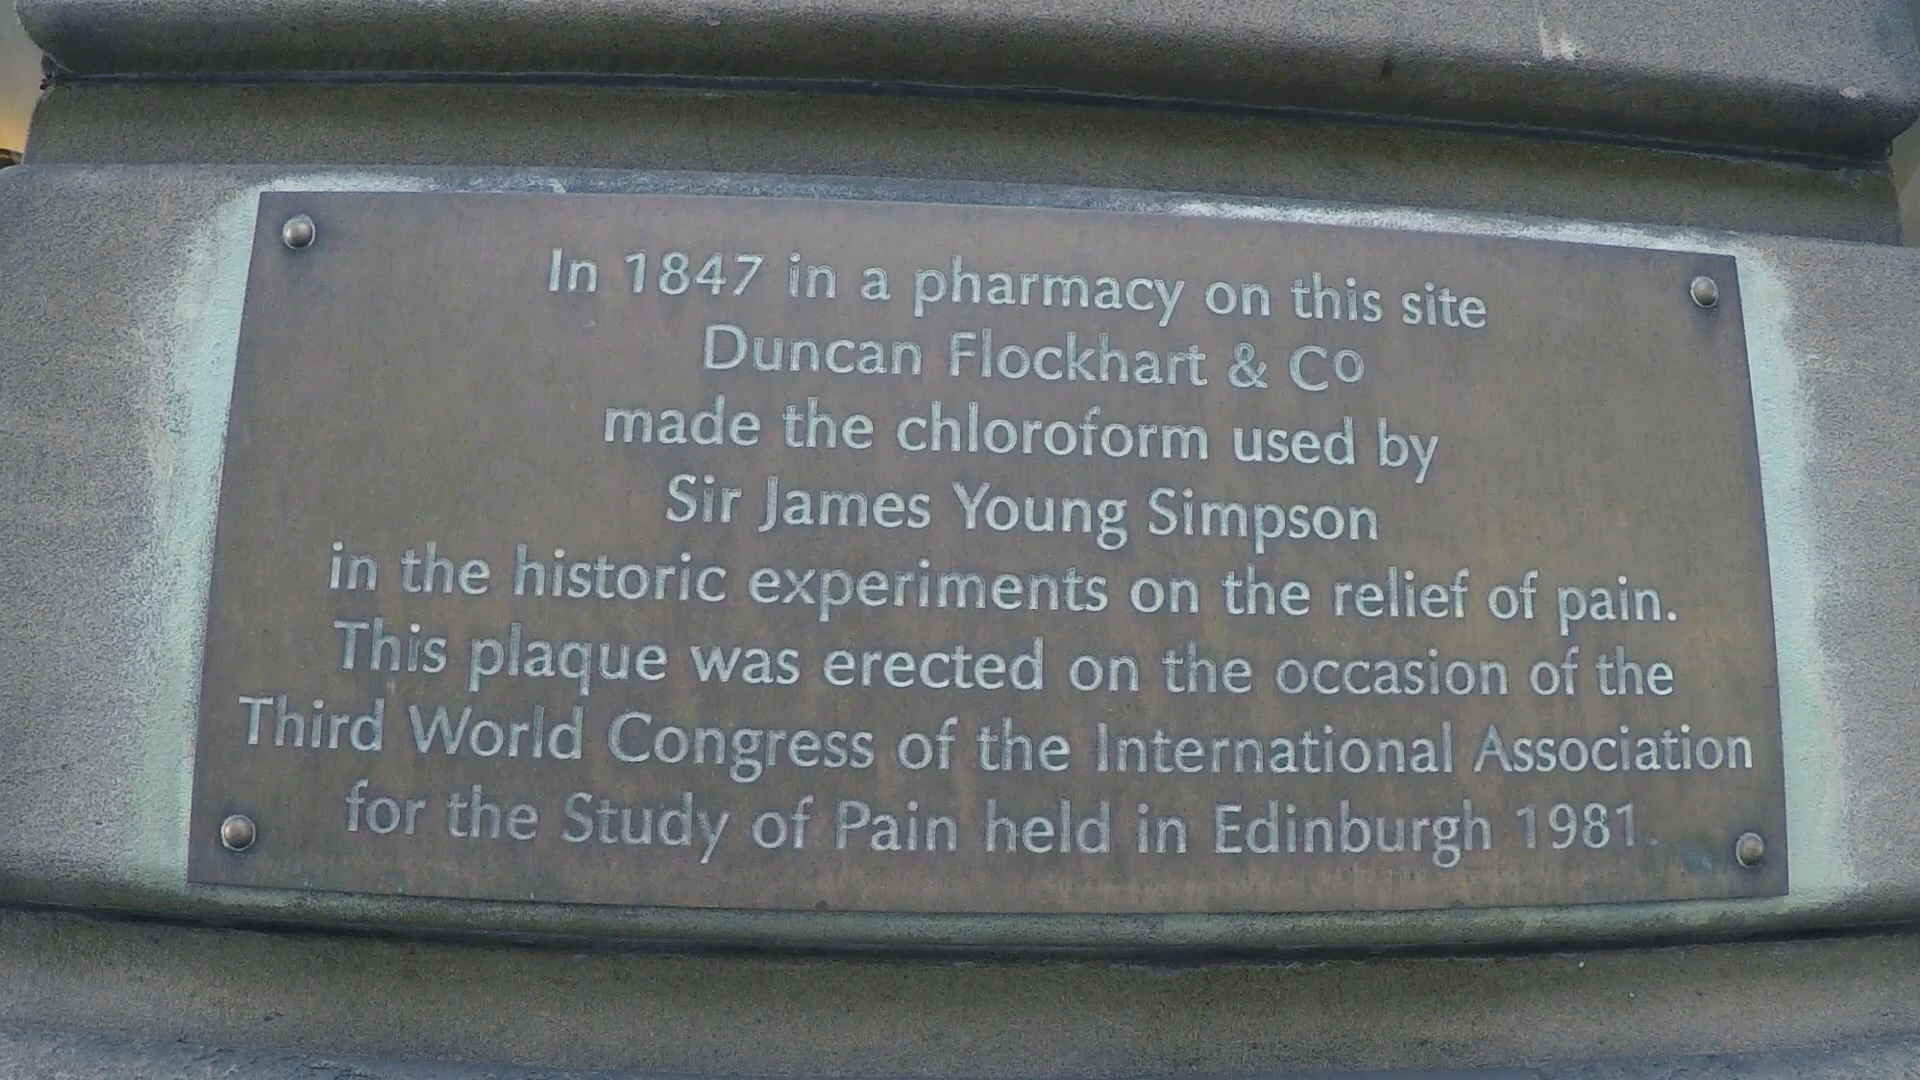 In 1847 in a pharmacy on this site
Duncan Flockhart & Co
made the chloroform used by
Sir James Young Simpson
in the historic experiments on the relief of pain.
This plaque was erected on the occasion of the
Third World Congress of the International Association
for the Study of Pain held in Edinburgh 1981.